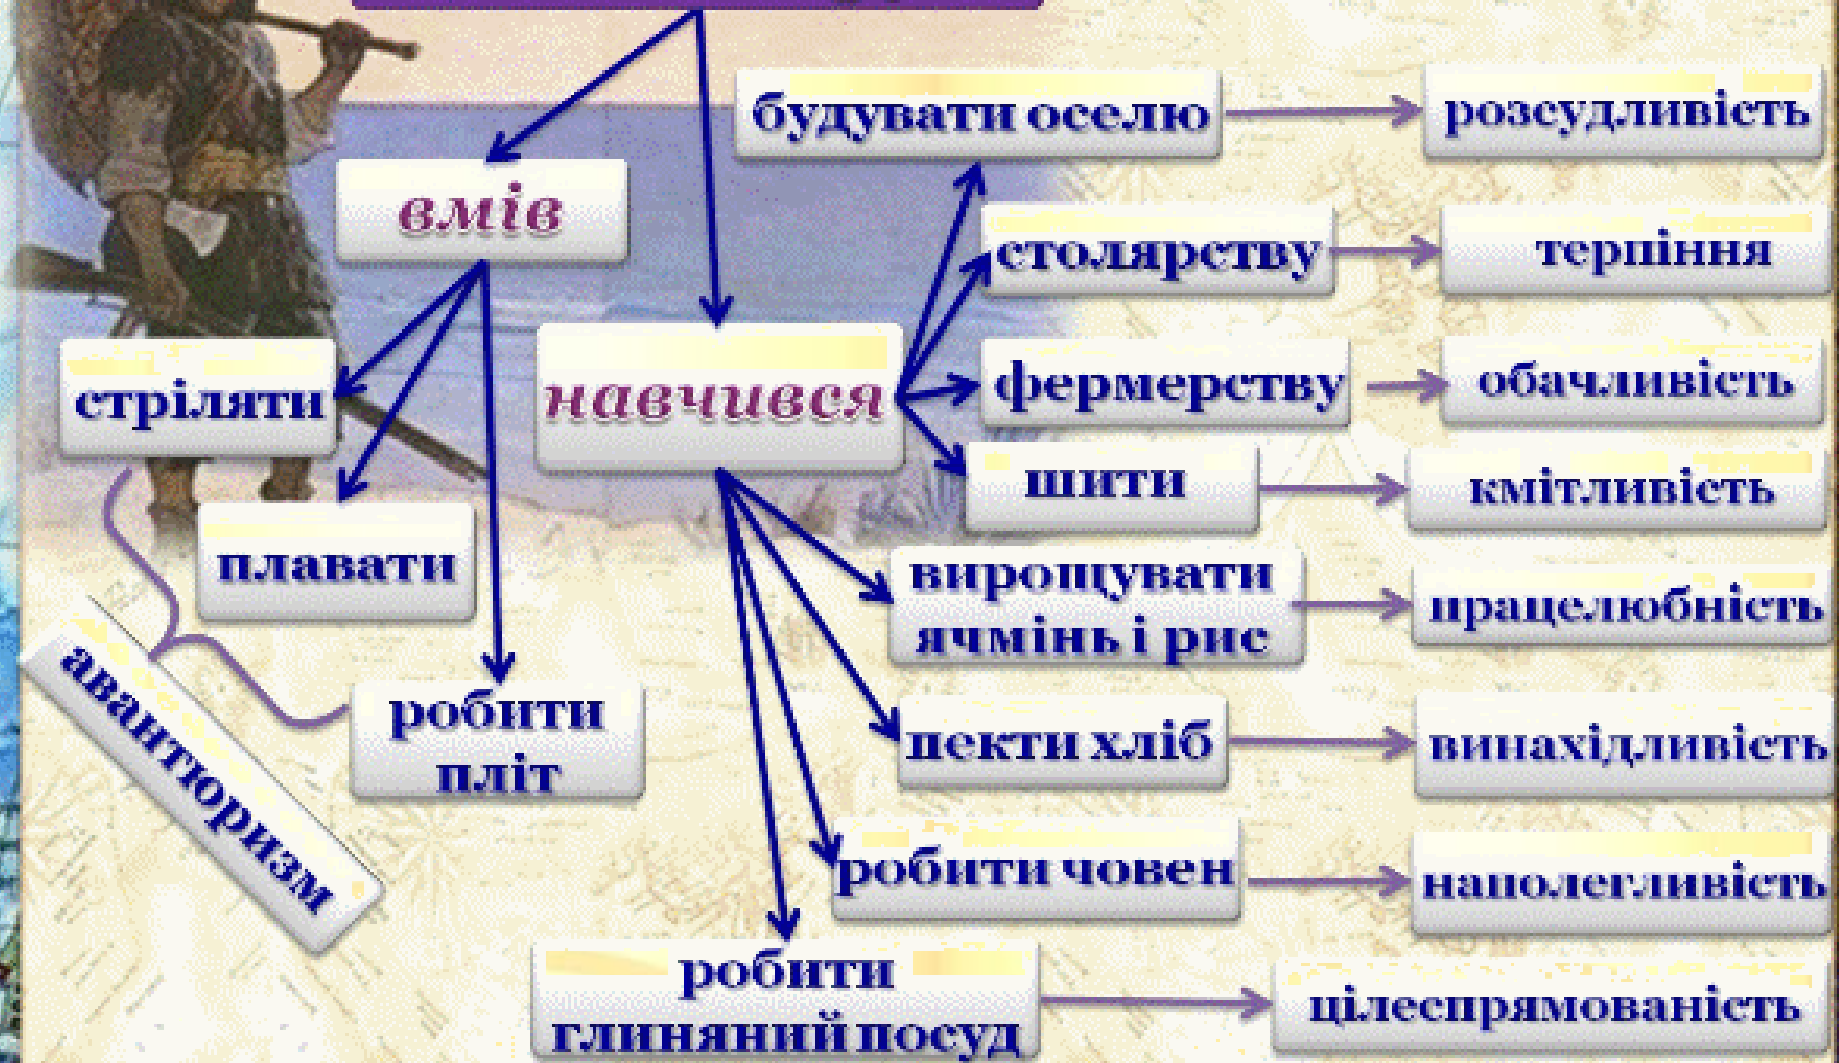 вмів
стріляти
плавати
робити
пліт
авантюризм
навчився
будувати оселю
розсудливість
столярству
терпіння
фермерству
обачливість
шити
кмітливість
вирощувати
ячмінь і рис
працелюбність
пекти хліб
винахідливість
робити човен
наполегливість
робити
глиняний посуд
цілеспрямованість